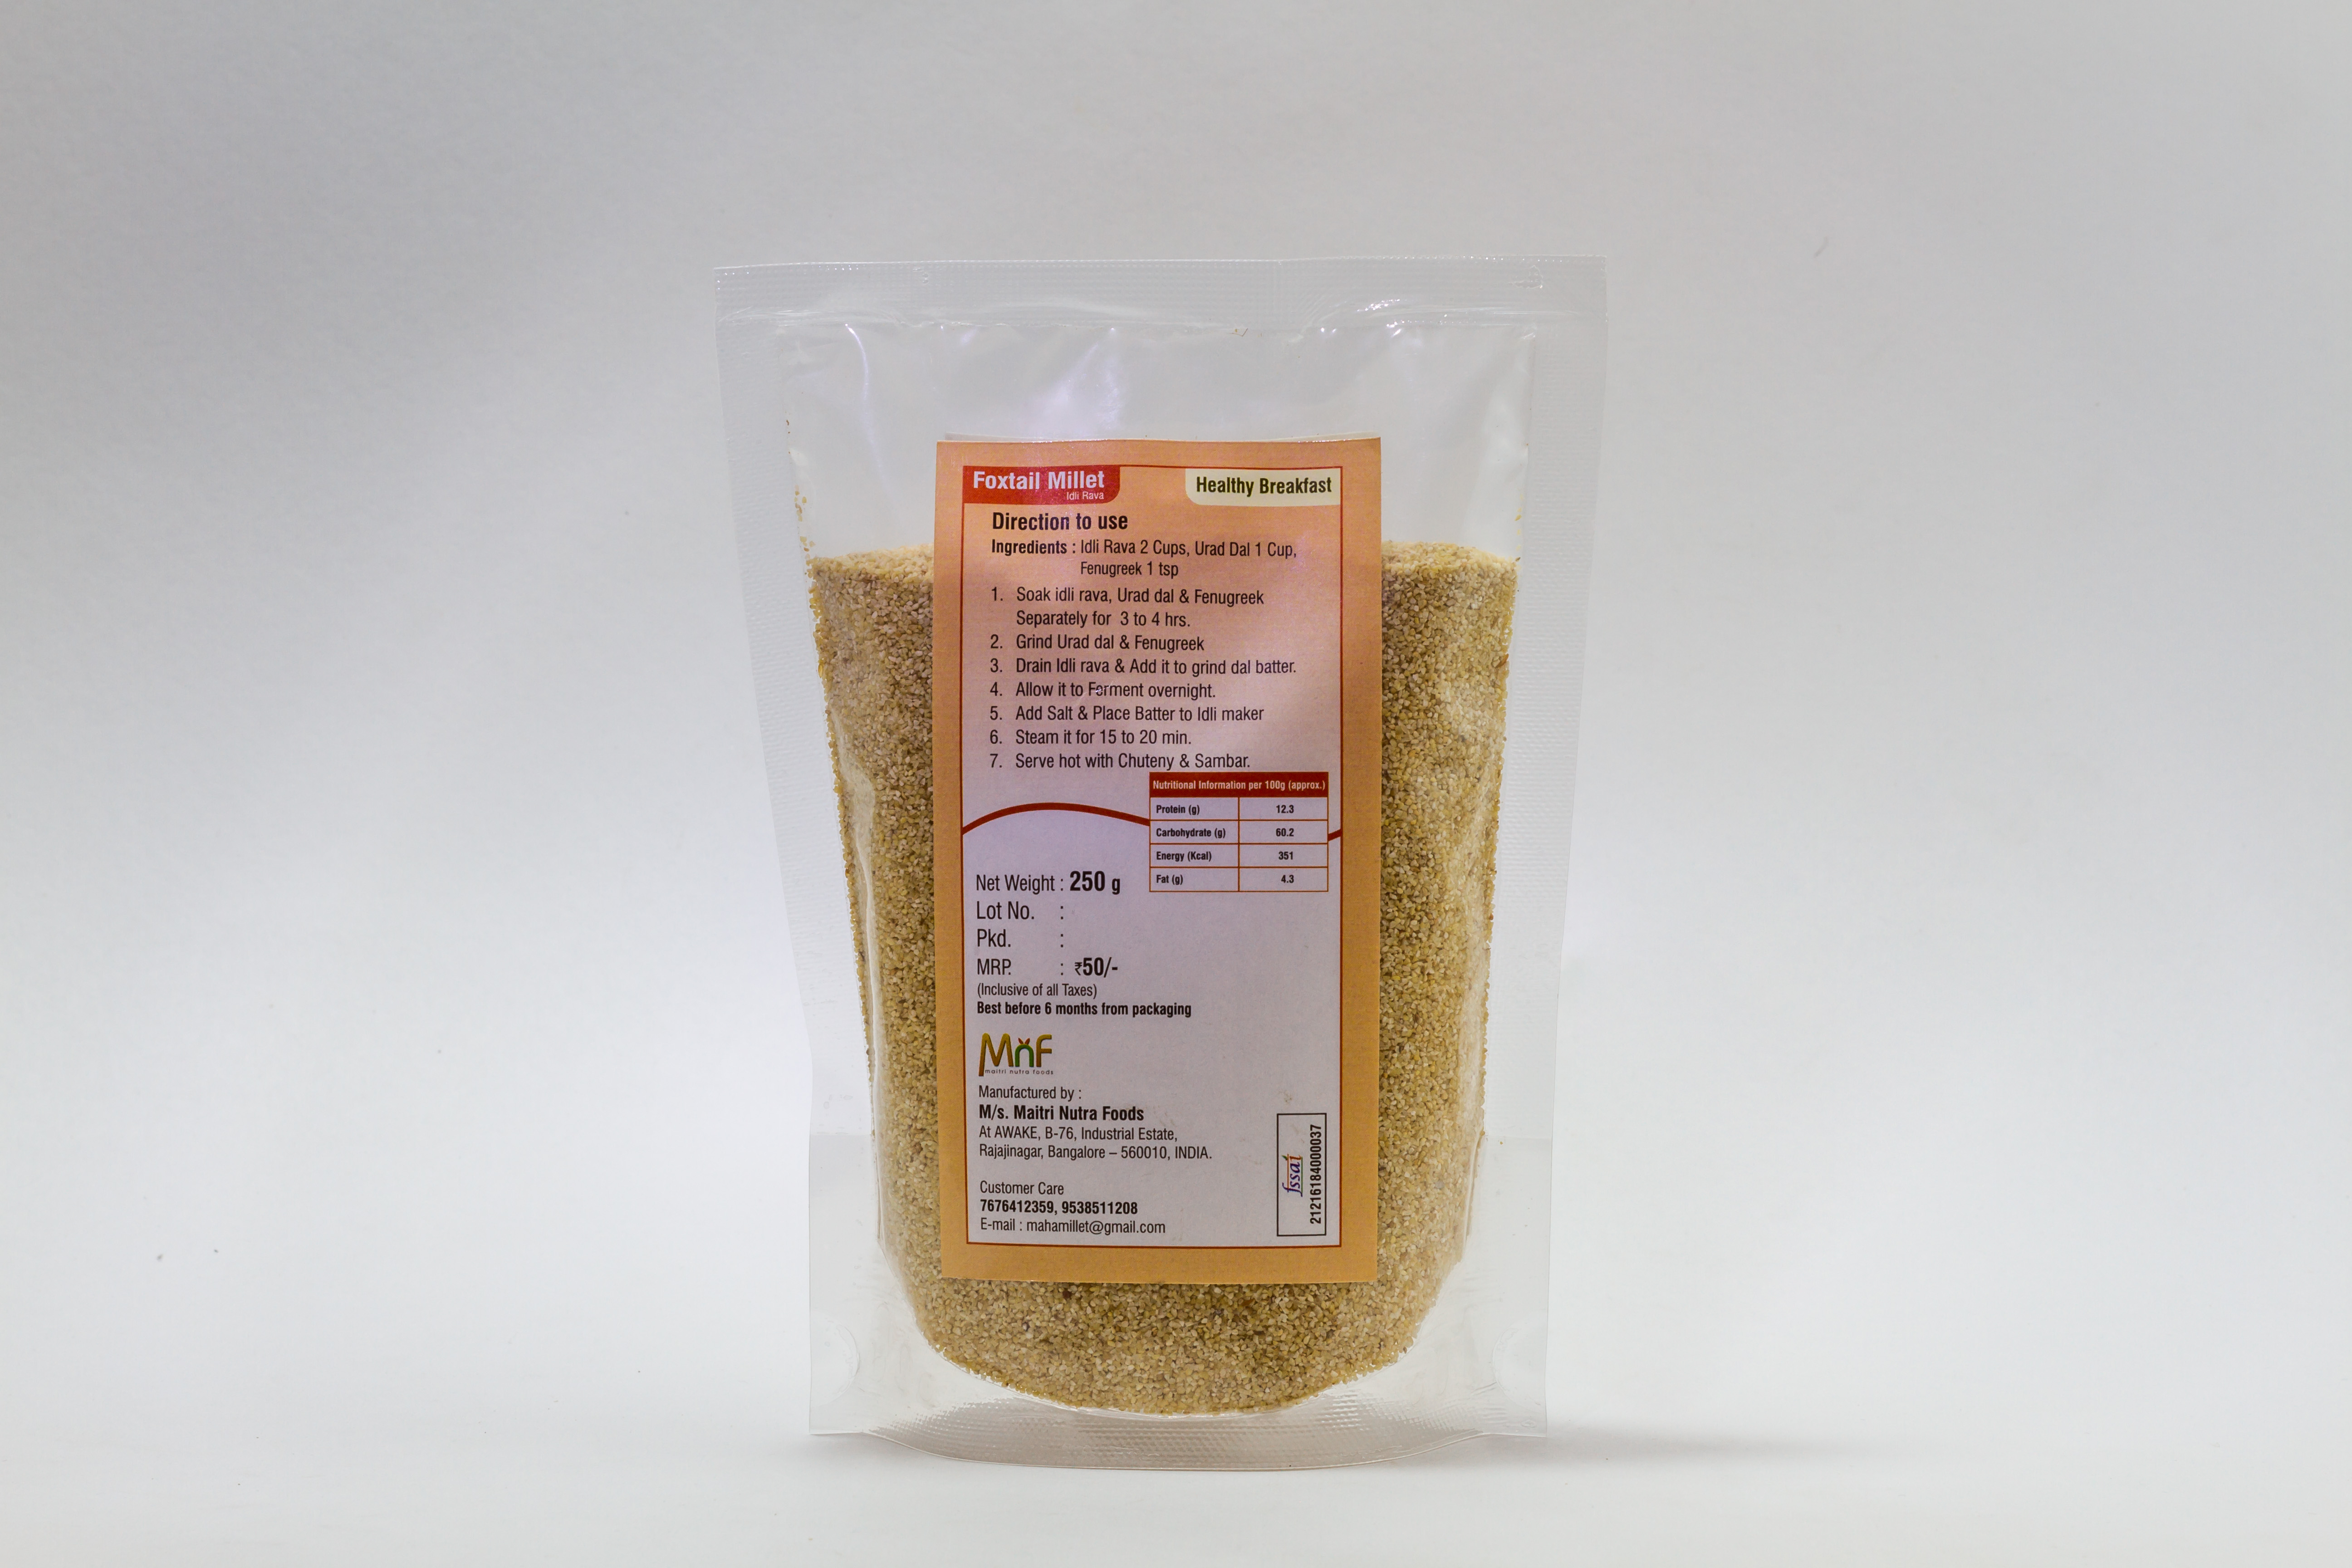 Foxtail Millet
Idli Rava
Healthy Breakfast
Direction to use
Ingredients : Idli Rava 2 Cups, Urad Dal 1 Cup,
Fenugreek 1 tsp
1. Soak idli rava, Urad dal & Fenugreek
Separately for 3 to 4 hrs.
2. Grind Urad dal & Fenugreek
3. Drain Idli rava & Add it to grind dal batter.
4. Allow it to Ferment overnight.
5. Add Salt & Place Batter to Idli maker
6. Steam it for 15 to 20 min.
7. Serve hot with Chuteny & Sambar.
Nutritional Information per 100g (approx.)
Protein (g) 12.3
Carbohydrate (g) 60.2
Energy (Kcal) 351
Fat (g) 4.3
Net Weight : 250 g
Lot No. :
Pkd. :
MRP. : ₹50/-
(Inclusive of all Taxes)
Best before 6 months from packaging
MnF
maitri nutra foods
Manufactured by :
M/s. Maitri Nutra Foods
At AWAKE, B-76, Industrial Estate,
Rajajinagar, Bangalore – 560010, INDIA.
Customer Care
7676412359, 9538511208
E-mail : mahamillet@gmail.com
fssai
21216184000037